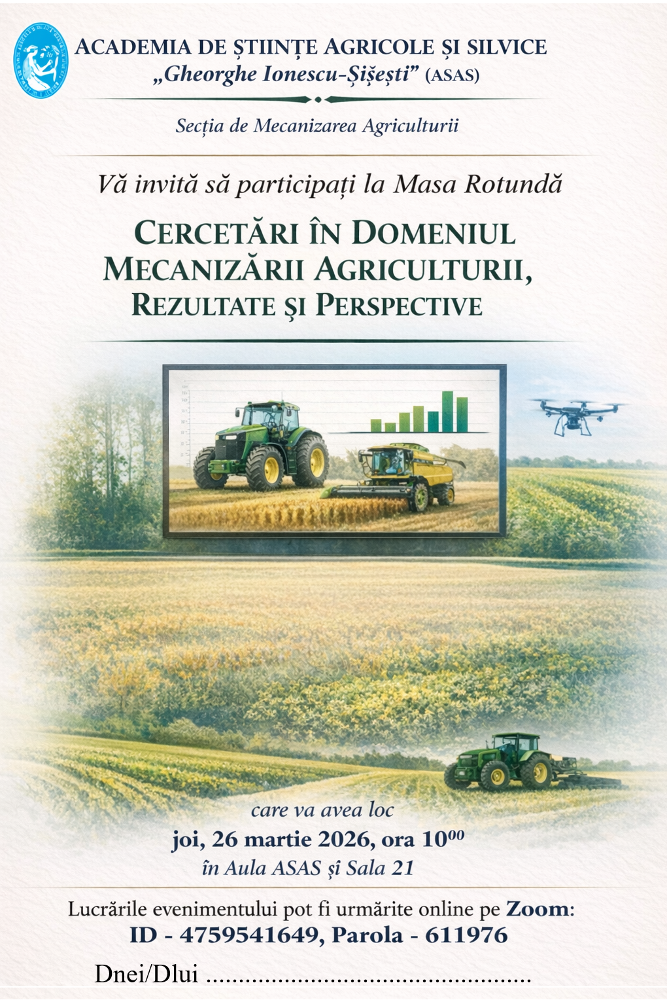 ACADEMIA DE ȘTIINȚE AGRICOLE ȘI SILVICE
„Gheorghe Ionescu-Șișești” (ASAS)
Secția de Mecanizarea Agriculturii
Vă invită să participați la Masa Rotundă
CERCETĂRI ÎN DOMENIUL
MECANIZĂRII AGRICULTURII,
REZULTATE ȘI PERSPECTIVE
care va avea loc
joi, 26 martie 2026, ora 10⁰⁰
în Aula ASAS șî Sala 21
Lucrările evenimentului pot fi urmărite online pe Zoom:
ID - 4759541649, Parola - 611976
Dnei/Dlui ..................................................